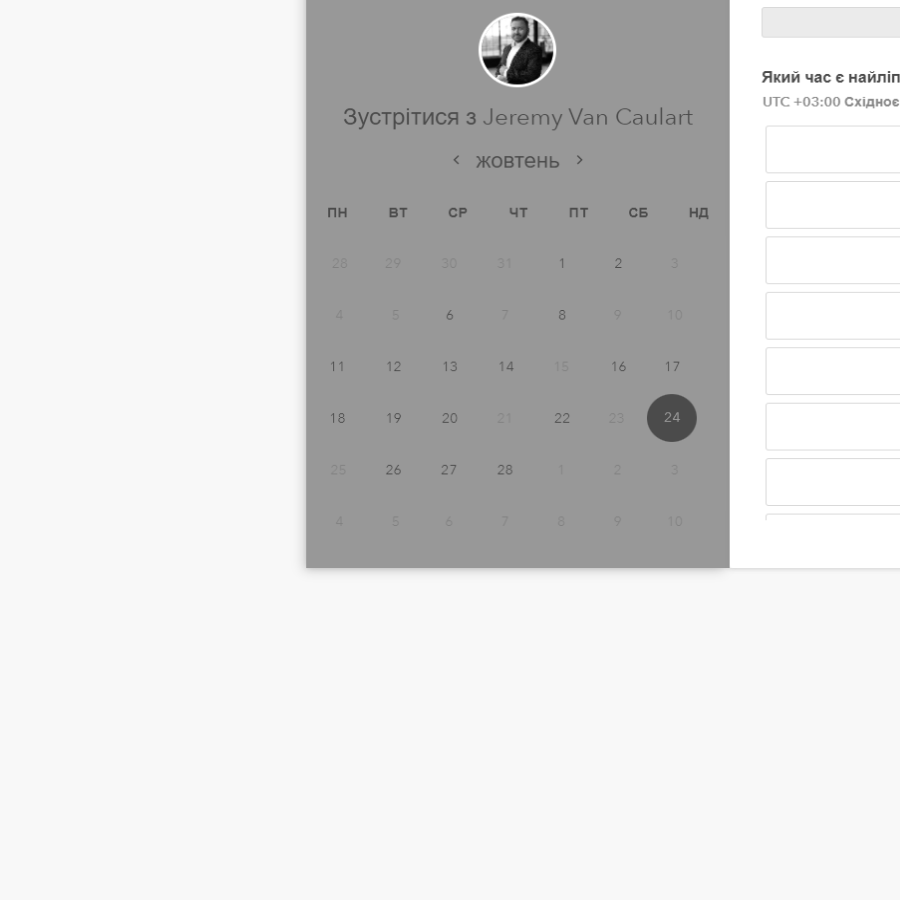 Зустрітися з Jeremy Van Caulart
жовтень
ПН ВТ СР ЧТ ПТ СБ НД
28 29 30 31 1 2 3
4 5 6 7 8 9 10
11 12 13 14 15 16 17
18 19 20 21 22 23 24
25 26 27 28 1 2 3
4 5 6 7 8 9 10
Який час є
UTC +03:00 Східноє